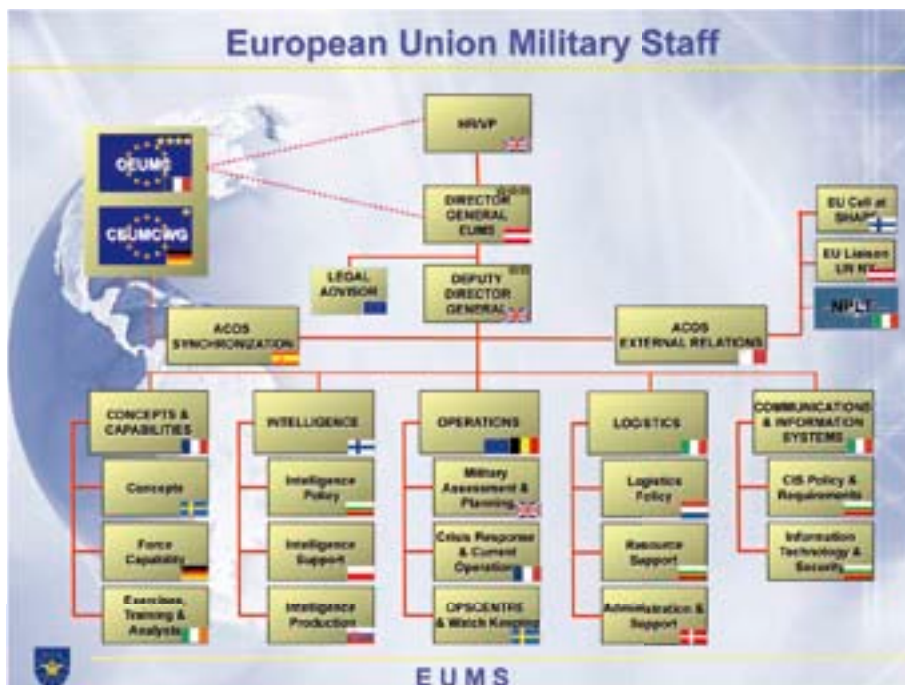 European Union Military Staff
HR/VP
CEUMC
CEUMCWG
DIRECTOR
GENERAL
EUMS
LEGAL
ADVISOR
DEPUTY
DIRECTOR
GENERAL
EU Cell at
SHAPE
EU Liaison
UN NY
NPLT
ACOS
SYNCHRONIZATION
ACOS
EXTERNAL RELATIONS
CONCEPTS &
CAPABILITIES
Concepts
Force
Capability
Exercises,
Training &
Analysis
INTELLIGENCE
Intelligence
Policy
Intelligence
Support
Intelligence
Production
OPERATIONS
Military
Assessment &
Planning
Crisis Response
& Current
Operations
OPSCENTRE
& Watch Keeping
LOGISTICS
Logistics
Policy
Resource
Support
Administration &
Support
COMMUNICATIONS
& INFORMATION
SYSTEMS
CIS Policy &
Requirements
Information
Technology &
Security
EUMS